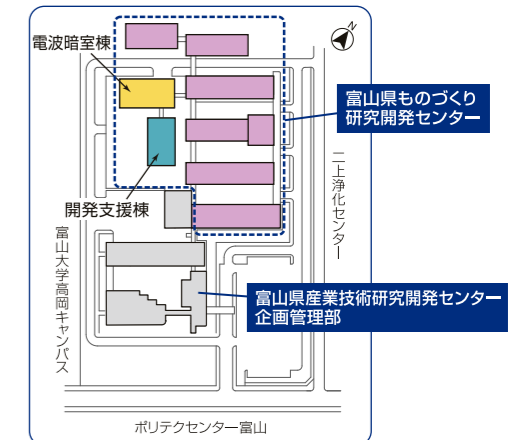 N
電波暗室棟
富山県ものづくり
研究開発センター
二上浄化センター
開発支援棟
富山大学高岡キャンパス
富山県産業技術研究開発センター
企画管理部
ポリテクセンター富山